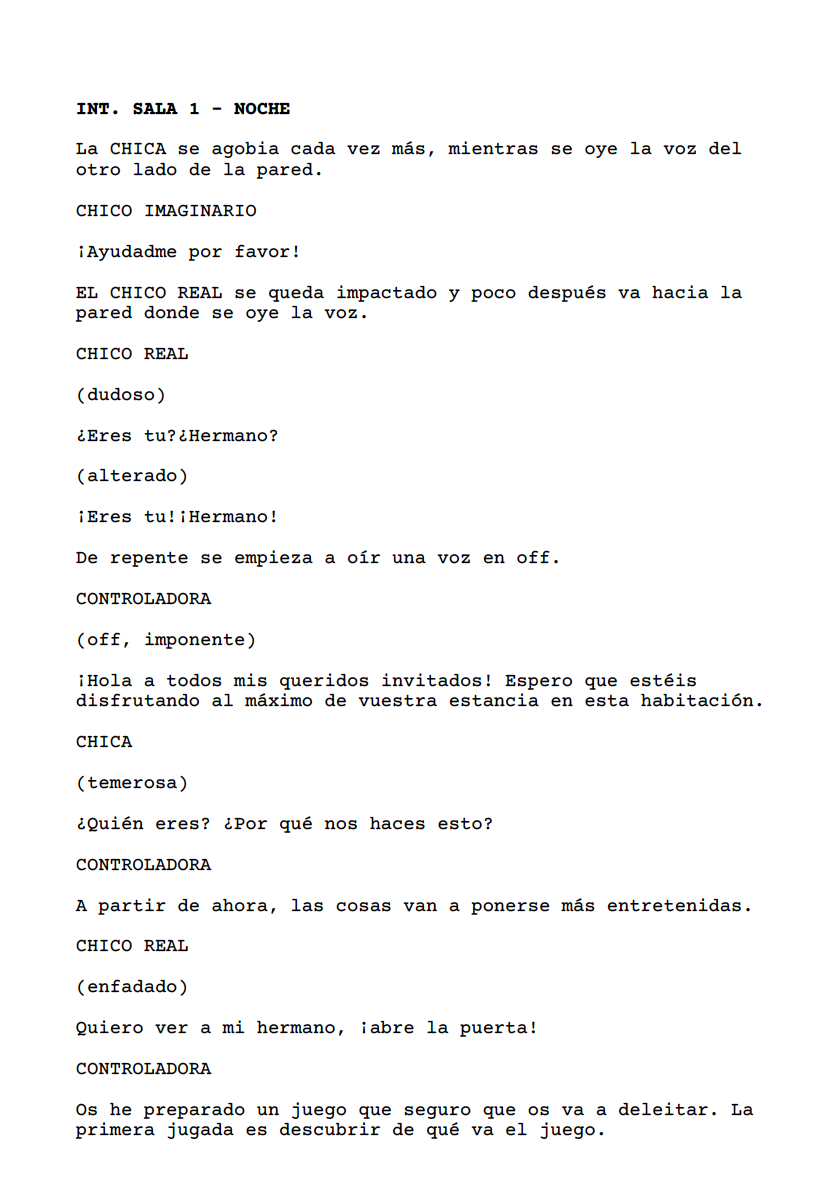 INT. SALA 1 - NOCHE
La CHICA se agobia cada vez más, mientras se oye la voz del
otro lado de la pared.
CHICO IMAGINARIO
¡Ayudadme por favor!
EL CHICO REAL se queda impactado y poco después va hacia la
pared donde se oye la voz.
CHICO REAL
(dudoso)
¿Eres tu?¿Hermano?
(alterado)
¡Eres tu!¡Hermano!
De repente se empieza a oír una voz en off.
CONTROLADORA
(off, imponente)
¡Hola a todos mis queridos invitados! Espero que estéis
disfrutando al máximo de vuestra estancia en esta habitación.
CHICA
(temerosa)
¿Quién eres? ¿Por qué nos haces esto?
CONTROLADORA
A partir de ahora, las cosas van a ponerse más entretenidas.
CHICO REAL
(enfadado)
Quiero ver a mi hermano, ¡abre la puerta!
CONTROLADORA
Os he preparado un juego que seguro que os va a deleitar. La
primera jugada es descubrir de qué va el juego.